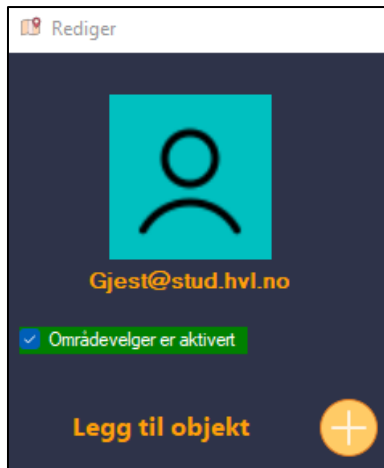 Rediger
Gjest@stud.hvl.no
Områdevelger er aktivert
Legg til objekt